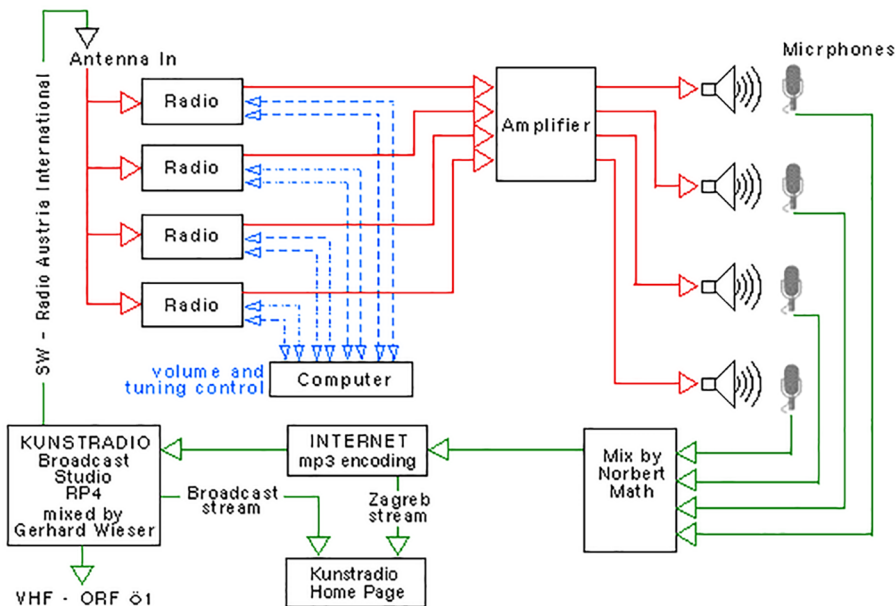 Antenna In
Micrphones
Radio
Radio
Radio
Radio
Amplifier
SW - Radio Austria International
volume and
tuning control
Computer
KUNSTRADIO
Broadcast
Studio
RP4
mixed by
Gerhard Wieser
INTERNET
mp3 encoding
Mix by
Norbert
Math
Broadcast
stream
Zagreb
stream
Kunstradio
Home Page
VHF - ORF ö1